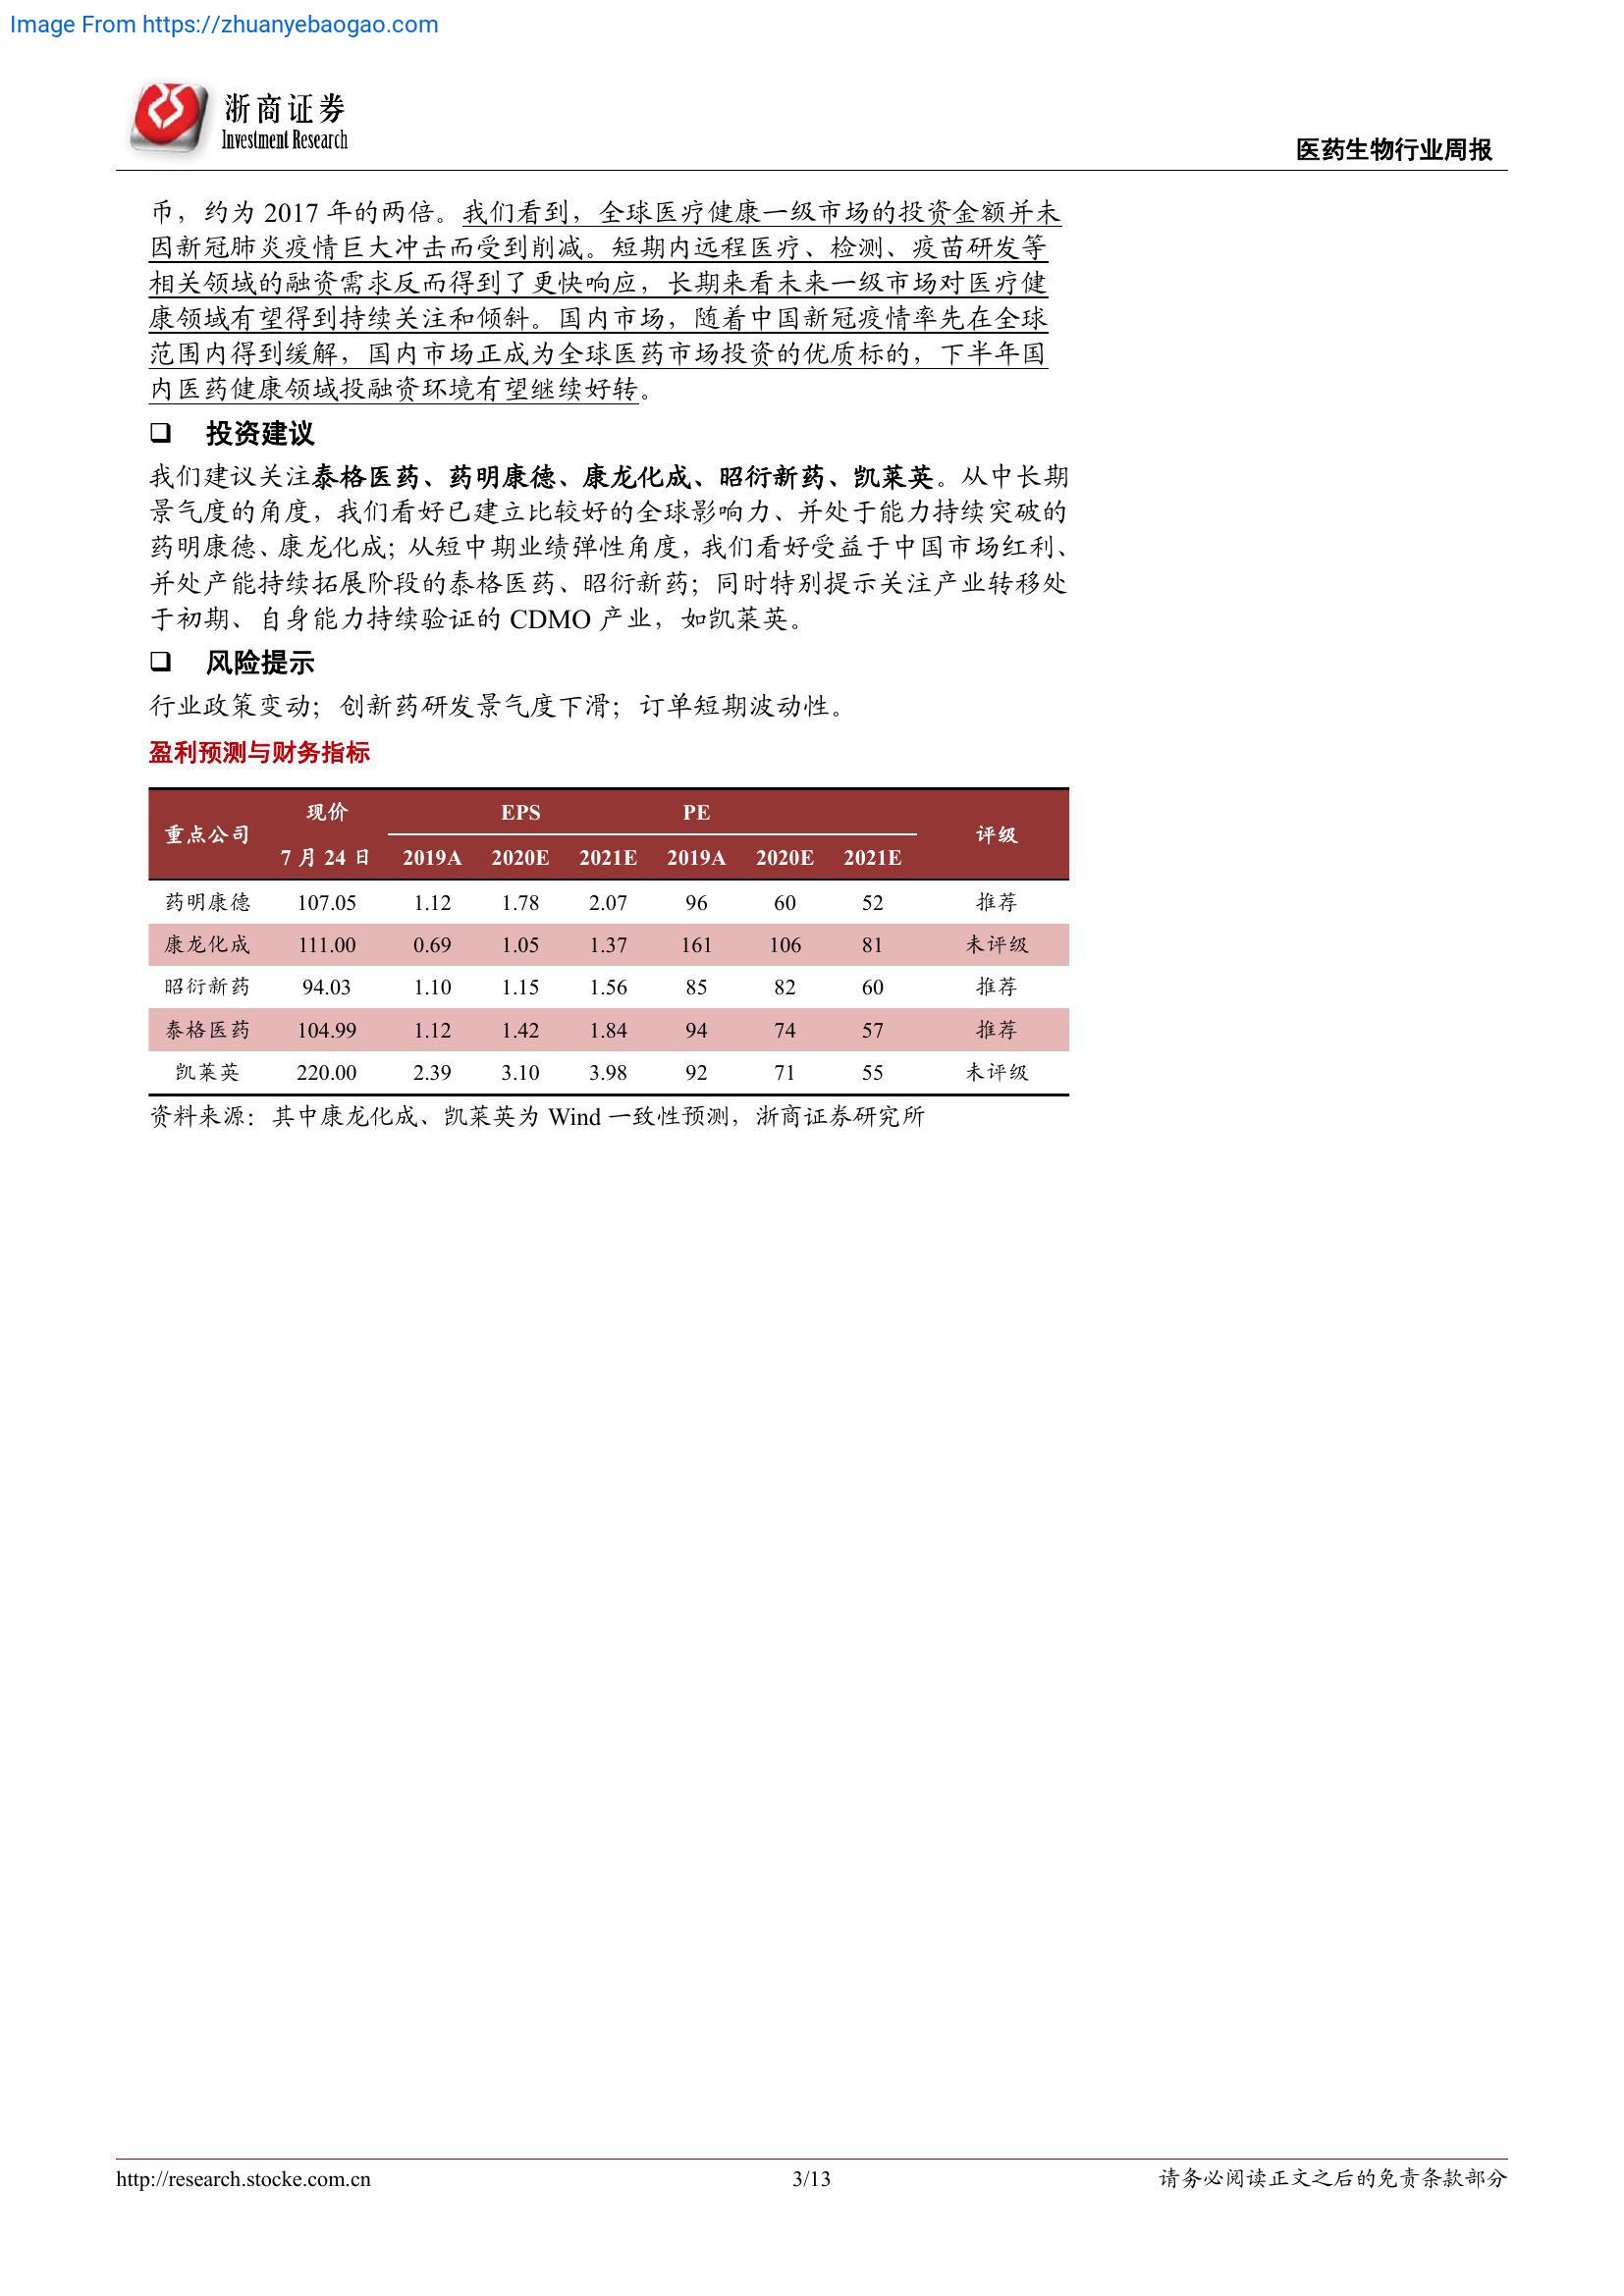 Image From https://zhuanyebaogao.com
浙商证券
Investment Research
医药生物行业周报
币，约为 2017 年的两倍。我们看到，全球医疗健康一级市场的投资金额并未
因新冠肺炎疫情巨大冲击而受到削减。短期内远程医疗、检测、疫苗研发等
相关领域的融资需求反而得到了更快响应，长期来看未来一级市场对医疗健
康领域有望得到持续关注和倾斜。国内市场，随着中国新冠疫情率先在全球
范围内得到缓解，国内市场正成为全球医药市场投资的优质标的，下半年国
内医药健康领域投融资环境有望继续好转。
❑ 投资建议
我们建议关注泰格医药、药明康德、康龙化成、昭衍新药、凯莱英。从中长期
景气度的角度，我们看好已建立比较好的全球影响力、并处于能力持续突破的
药明康德、康龙化成；从短中期业绩弹性角度，我们看好受益于中国市场红利、
并处产能持续拓展阶段的泰格医药、昭衍新药；同时特别提示关注产业转移处
于初期、自身能力持续验证的 CDMO 产业，如凯莱英。
❑ 风险提示
行业政策变动；创新药研发景气度下滑；订单短期波动性。
盈利预测与财务指标
重点公司 现价 EPS PE 评级
7 月 24 日 2019A 2020E 2021E 2019A 2020E 2021E
药明康德 107.05 1.12 1.78 2.07 96 60 52 推荐
康龙化成 111.00 0.69 1.05 1.37 161 106 81 未评级
昭衍新药 94.03 1.10 1.15 1.56 85 82 60 推荐
泰格医药 104.99 1.12 1.42 1.84 94 74 57 推荐
凯莱英 220.00 2.39 3.10 3.98 92 71 55 未评级
资料来源：其中康龙化成、凯莱英为 Wind 一致性预测，浙商证券研究所
http://research.stocke.com.cn 3/13 请务必阅读正文之后的免责条款部分